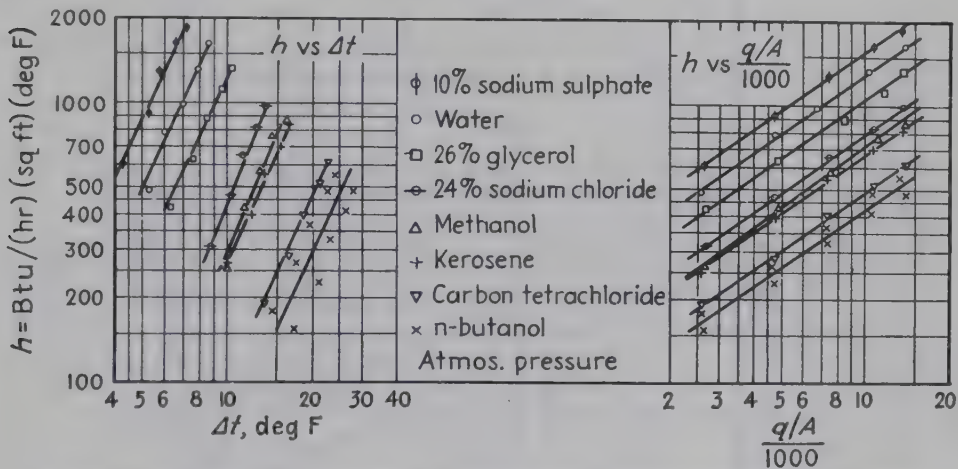 2000
1000
700
500
400
300
200
100
h=Btu/(hr)(sq ft)(deg F)
h vs Δt
4 5 6 8 10 20 30 40
Δt, deg F
10% sodium sulphate
Water
26% glycerol
24% sodium chloride
Methanol
Kerosene
Carbon tetrachloride
n-butanol
Atmos. pressure
h vs q/A
1000
2 3 4 5 6 8 10 20
q/A
1000